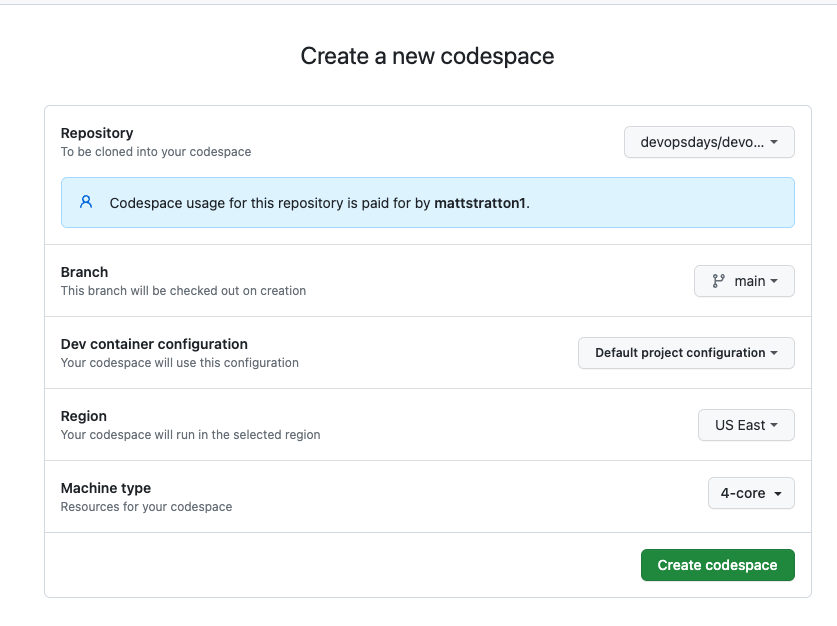 Create a new codespace
Repository
To be cloned into your codespace
devopsdays/devo...
Codespace usage for this repository is paid for by mattstratton1.
Branch
This branch will be checked out on creation
main
Dev container configuration
Your codespace will use this configuration
Default project configuration
Region
Your codespace will run in the selected region
US East
Machine type
Resources for your codespace
4-core
Create codespace